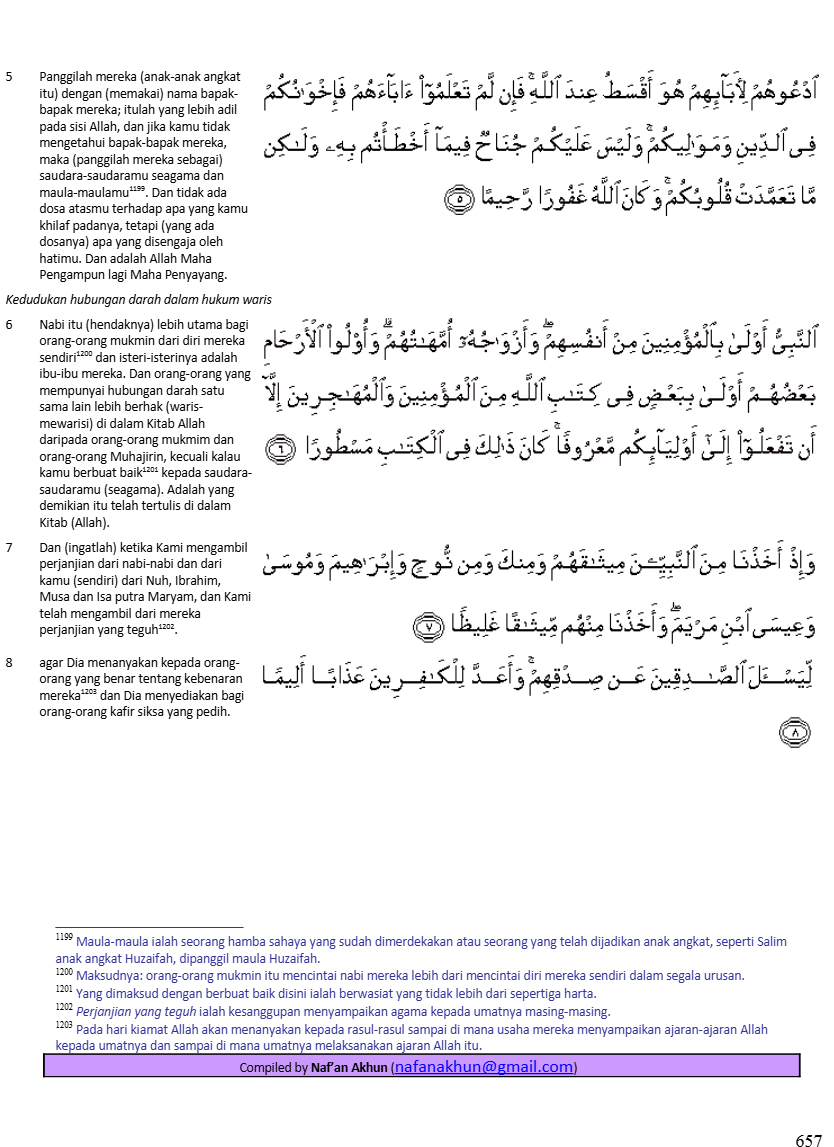 5 Panggilah mereka (anak-anak angkat
itu) dengan (memakai) nama bapak-
bapak mereka; itulah yang lebih adil
pada sisi Allah, dan jika kamu tidak
mengetahui bapak-bapak mereka,
maka (panggilah mereka sebagai)
saudara-saudaramu seagama dan
maula-maulamu¹¹⁹⁹. Dan tidak ada
dosa atasmu terhadap apa yang kamu
khilaf padanya, tetapi (yang ada
dosanya) apa yang disengaja oleh
hatimu. Dan adalah Allah Maha
Pengampun lagi Maha Penyayang.
ٱدْعُوهُمْ لِأَبَآئِهِمْ هُوَ أَقْسَطُ عِندَ ٱللَّهِ ۚ فَإِن لَّمْ تَعْلَمُوٓا۟ ءَابَآءَهُمْ فَإِخْوَٰنُكُمْ
فِى ٱلدِّينِ وَمَوَٰلِيكُمْ ۚ وَلَيْسَ عَلَيْكُمْ جُنَاحٌ فِيمَآ أَخْطَأْتُم بِهِۦ وَلَٰكِن
مَّا تَعَمَّدَتْ قُلُوبُكُمْ ۚ وَكَانَ ٱللَّهُ غَفُورًا رَّحِيمًا ٥
Kedudukan hubungan darah dalam hukum waris
6 Nabi itu (hendaknya) lebih utama bagi
orang-orang mukmin dari diri mereka
sendiri¹²⁰⁰ dan isteri-isterinya adalah
ibu-ibu mereka. Dan orang-orang yang
mempunyai hubungan darah satu
sama lain lebih berhak (waris-
mewarisi) di dalam Kitab Allah
daripada orang-orang mukmim dan
orang-orang Muhajirin, kecuali kalau
kamu berbuat baik¹²⁰¹ kepada saudara-
saudaramu (seagama). Adalah yang
demikian itu telah tertulis di dalam
Kitab (Allah).
ٱلنَّبِىُّ أَوْلَىٰ بِٱلْمُؤْمِنِينَ مِنْ أَنفُسِهِمْ ۖ وَأَزْوَٰجُهُۥٓ أُمَّهَٰتُهُمْ ۗ وَأُو۟لُوا۟ ٱلْأَرْحَامِ
بَعْضُهُمْ أَوْلَىٰ بِبَعْضٍ فِى كِتَٰبِ ٱللَّهِ مِنَ ٱلْمُؤْمِنِينَ وَٱلْمُهَٰجِرِينَ إِلَّآ
أَن تَفْعَلُوٓا۟ إِلَىٰٓ أَوْلِيَآئِكُم مَّعْرُوفًا ۚ كَانَ ذَٰلِكَ فِى ٱلْكِتَٰبِ مَسْطُورًا ٦
7 Dan (ingatlah) ketika Kami mengambil
perjanjian dari nabi-nabi dan dari
kamu (sendiri) dari Nuh, Ibrahim,
Musa dan Isa putra Maryam, dan Kami
telah mengambil dari mereka
perjanjian yang teguh¹²⁰².
وَإِذْ أَخَذْنَا مِنَ ٱلنَّبِيِّـۧنَ مِيثَٰقَهُمْ وَمِنكَ وَمِن نُّوحٍ وَإِبْرَٰهِيمَ وَمُوسَىٰ
وَعِيسَى ٱبْنِ مَرْيَمَ ۖ وَأَخَذْنَا مِنْهُم مِّيثَٰقًا غَلِيظًا ٧
8 agar Dia menanyakan kepada orang-
orang yang benar tentang kebenaran
mereka¹²⁰³ dan Dia menyediakan bagi
orang-orang kafir siksa yang pedih.
لِّيَسْـَٔلَ ٱلصَّٰدِقِينَ عَن صِدْقِهِمْ ۚ وَأَعَدَّ لِلْكَٰفِرِينَ عَذَابًا أَلِيمًا
٨
¹¹⁹⁹ Maula-maula ialah seorang hamba sahaya yang sudah dimerdekakan atau seorang yang telah dijadikan anak angkat, seperti Salim
anak angkat Huzaifah, dipanggil maula Huzaifah.
¹²⁰⁰ Maksudnya: orang-orang mukmin itu mencintai nabi mereka lebih dari mencintai diri mereka sendiri dalam segala urusan.
¹²⁰¹ Yang dimaksud dengan berbuat baik disini ialah berwasiat yang tidak lebih dari sepertiga harta.
¹²⁰² Perjanjian yang teguh ialah kesanggupan menyampaikan agama kepada umatnya masing-masing.
¹²⁰³ Pada hari kiamat Allah akan menanyakan kepada rasul-rasul sampai di mana usaha mereka menyampaikan ajaran-ajaran Allah
kepada umatnya dan sampai di mana umatnya melaksanakan ajaran Allah itu.
Compiled by Naf'an Akhun (nafanakhun@gmail.com)
657